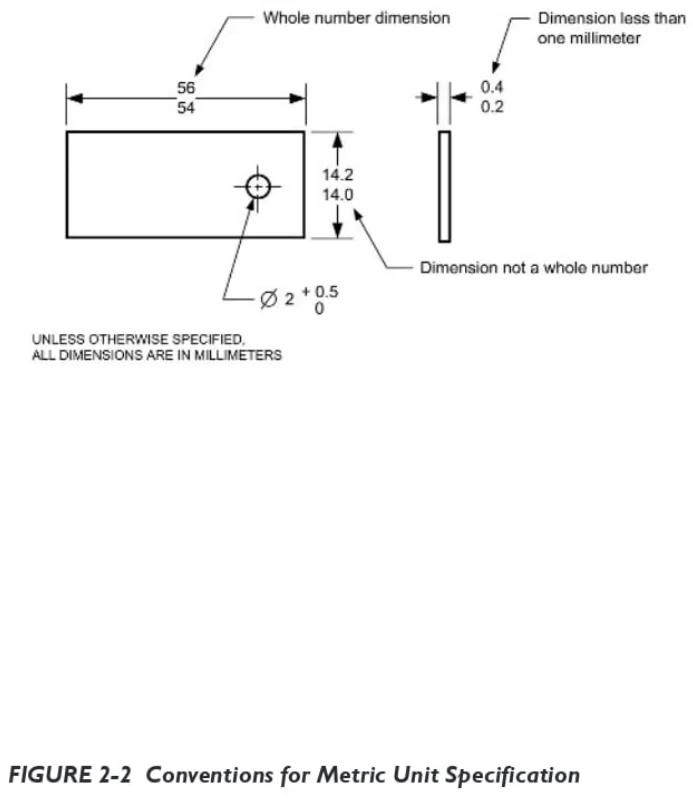 Whole number dimension
Dimension less than
one millimeter
56
54
0.4
0.2
14.2
14.0
Dimension not a whole number
∅ 2 + 0.5
0
UNLESS OTHERWISE SPECIFIED,
ALL DIMENSIONS ARE IN MILLIMETERS
FIGURE 2-2 Conventions for Metric Unit Specification